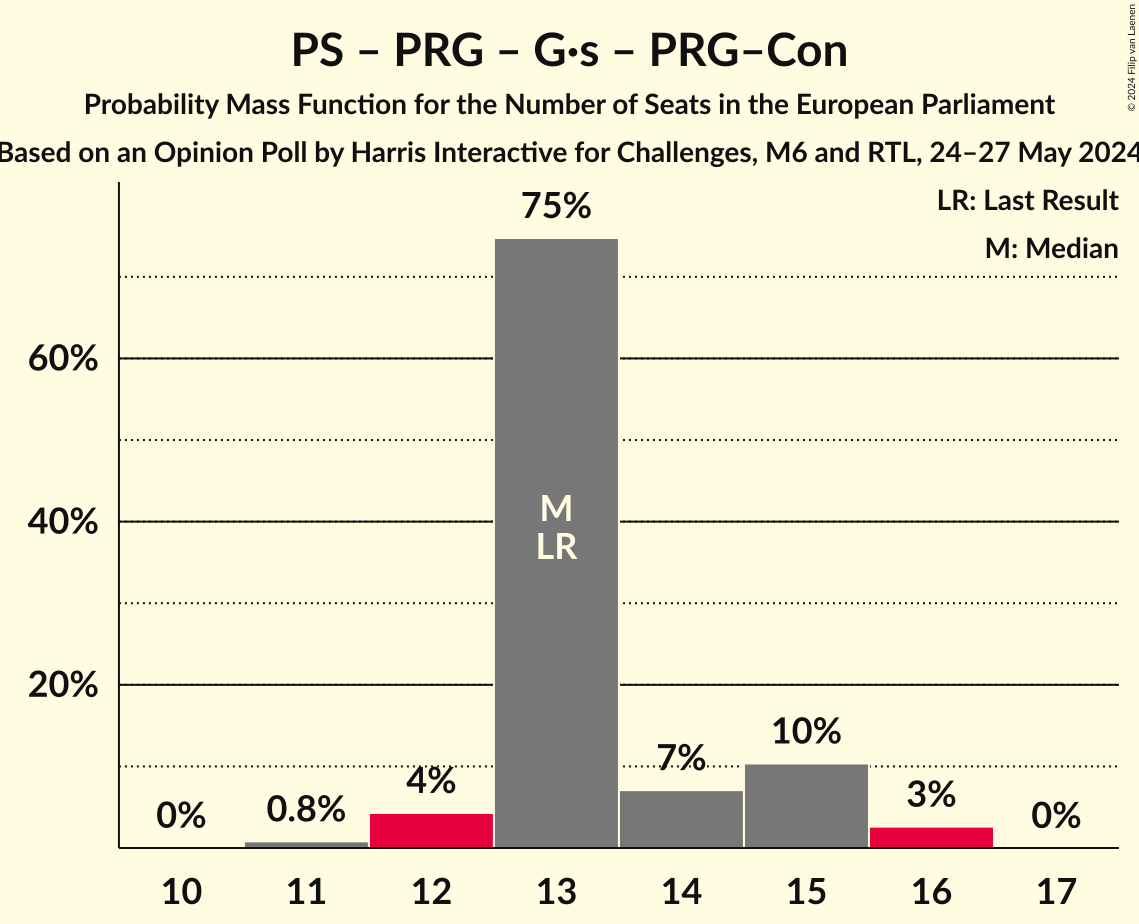 PS – PRG – G·s – PRG–Con
Probability Mass Function for the Number of Seats in the European Parliament
Based on an Opinion Poll by Harris Interactive for Challenges, M6 and RTL, 24–27 May 2024
© 2024 Filip van Laenen
LR: Last Result
M: Median
75%
60%
40%
20%
M
LR
0%
0.8%
4%
7%
10%
3%
0%
10
11
12
13
14
15
16
17